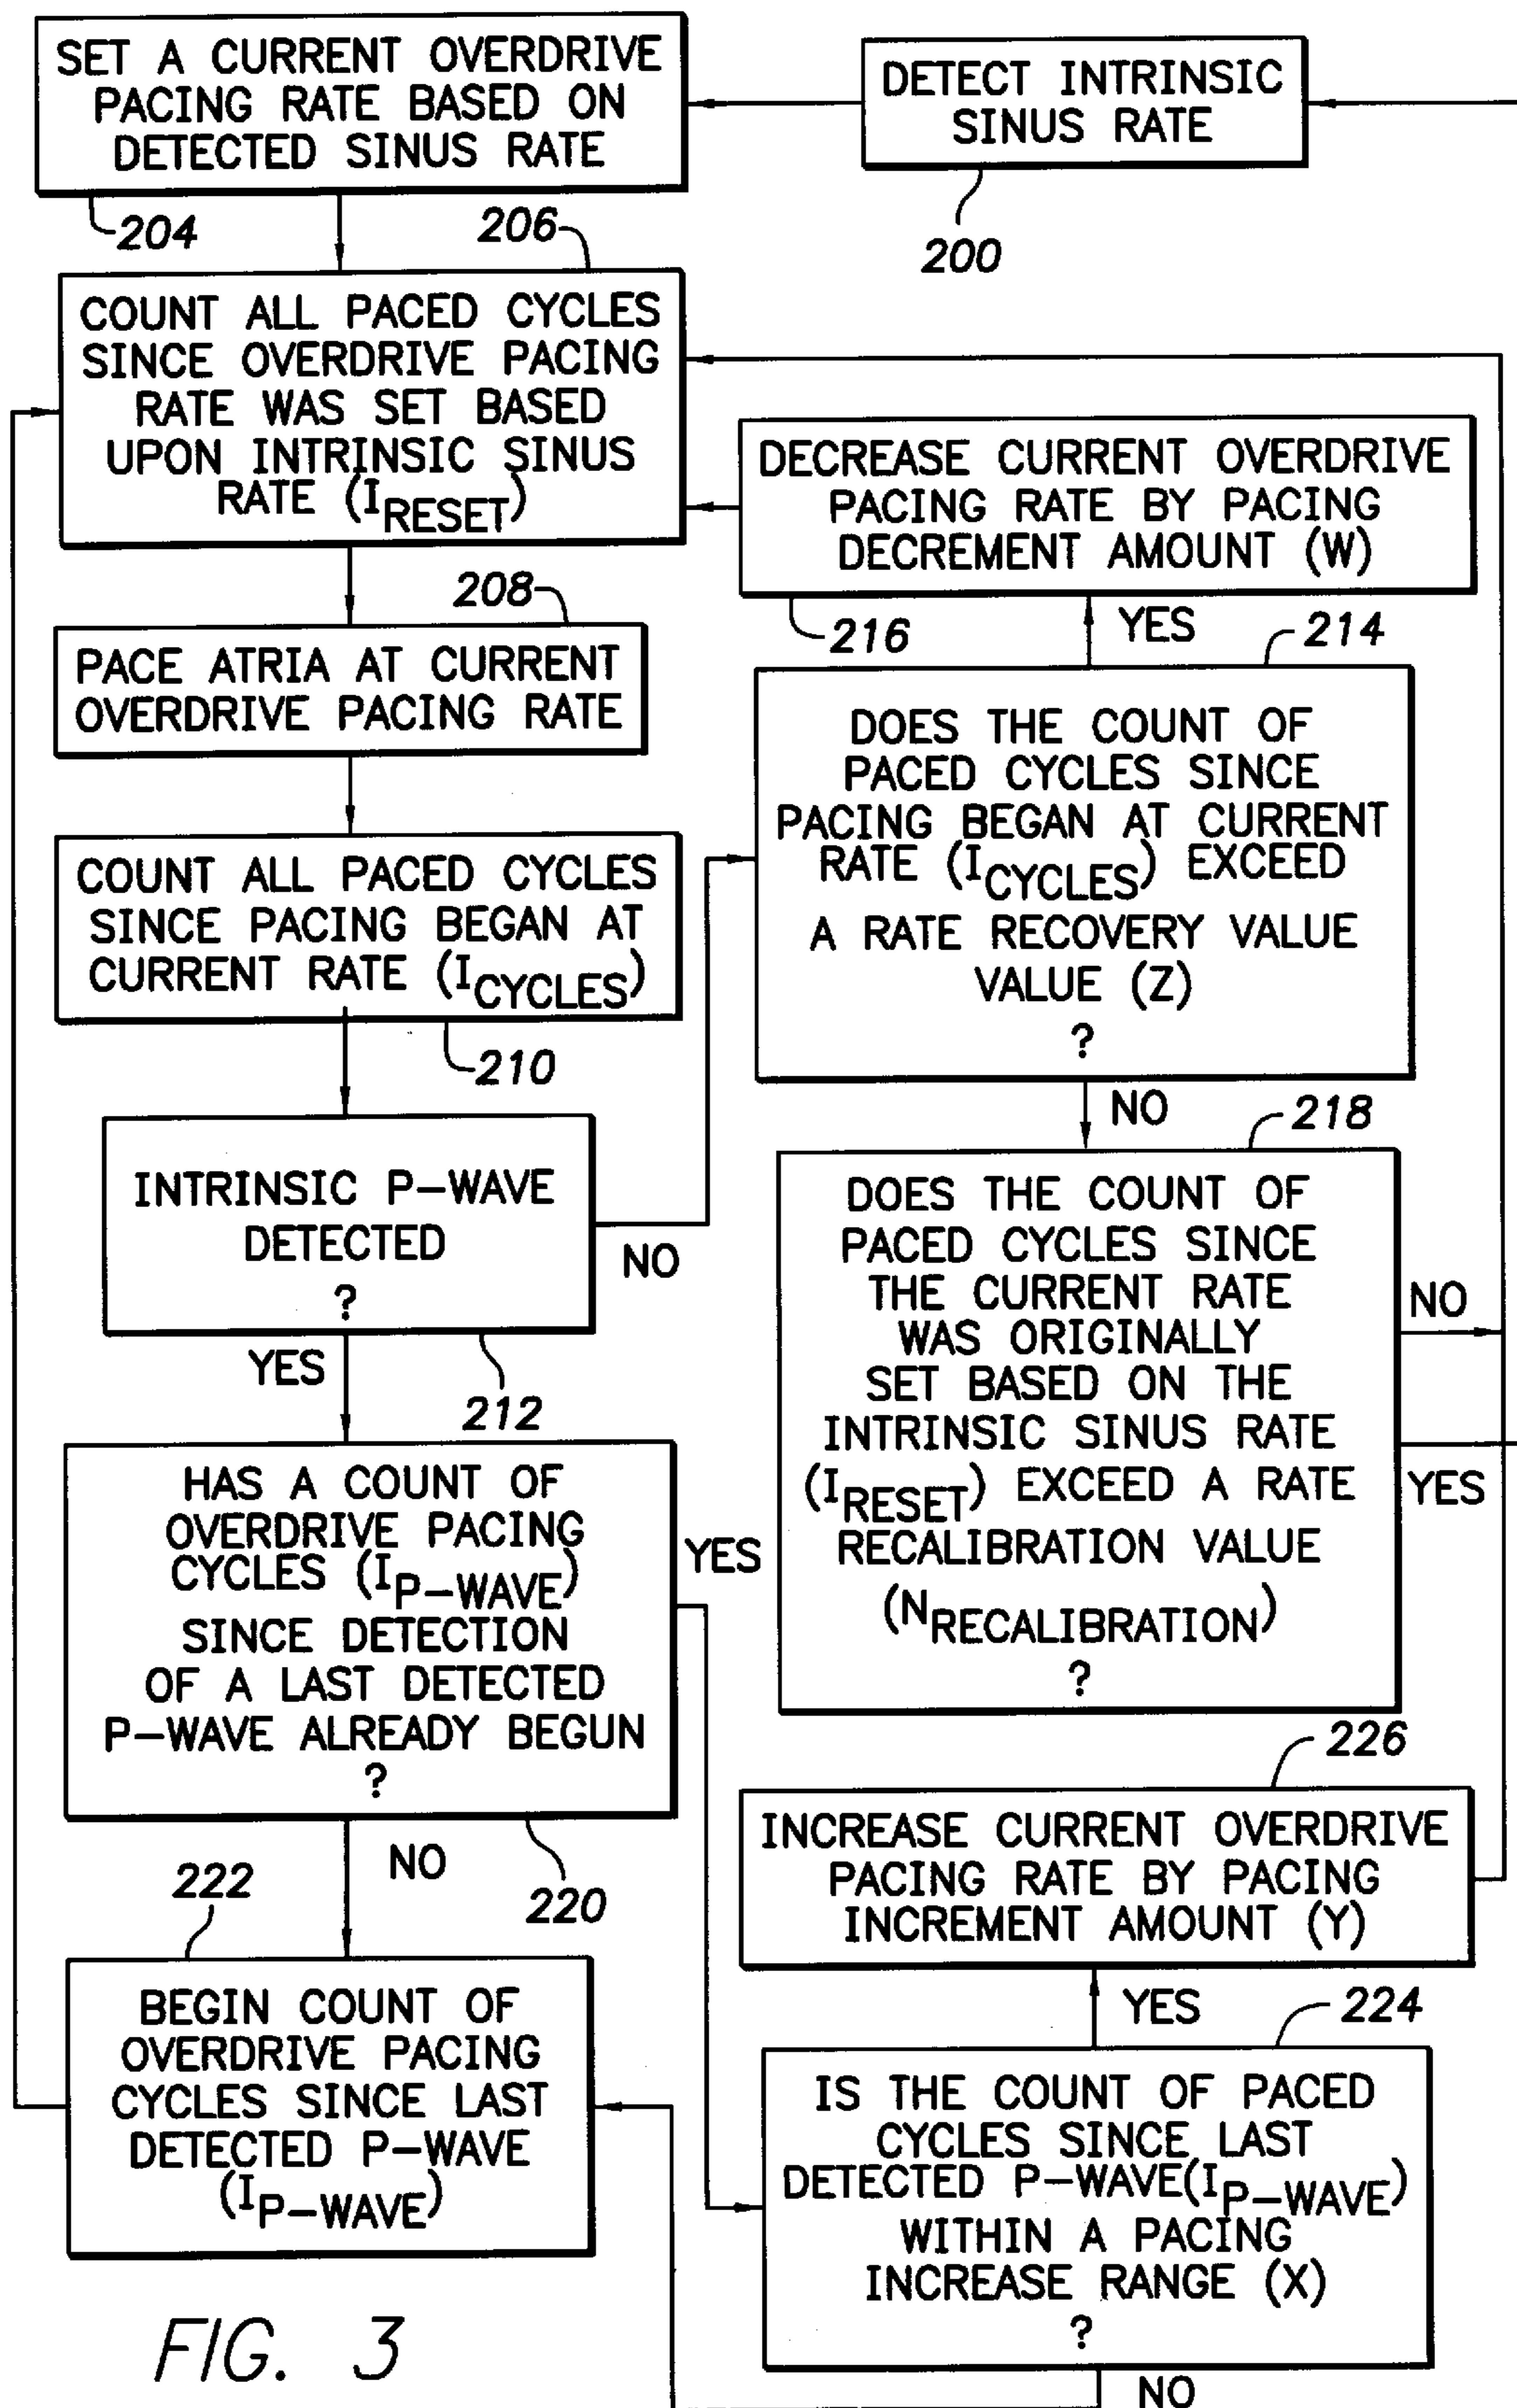 SET A CURRENT OVERDRIVE
PACING RATE BASED ON
DETECTED SINUS RATE
204
DETECT INTRINSIC
SINUS RATE
200
206
COUNT ALL PACED CYCLES
SINCE OVERDRIVE PACING
RATE WAS SET BASED
UPON INTRINSIC SINUS
RATE (IRESET)
208
PACE ATRIA AT CURRENT
OVERDRIVE PACING RATE
COUNT ALL PACED CYCLES
SINCE PACING BEGAN AT
CURRENT RATE (ICYCLES)
210
INTRINSIC P-WAVE
DETECTED
?
NO
YES
212
DECREASE CURRENT OVERDRIVE
PACING RATE BY PACING
DECREMENT AMOUNT (W)
216
YES
214
DOES THE COUNT OF
PACED CYCLES SINCE
PACING BEGAN AT CURRENT
RATE (ICYCLES) EXCEED
A RATE RECOVERY VALUE
VALUE (Z)
?
NO
218
DOES THE COUNT OF
PACED CYCLES SINCE
THE CURRENT RATE
WAS ORIGINALLY
SET BASED ON THE
INTRINSIC SINUS RATE
(IRESET) EXCEED A RATE
RECALIBRATION VALUE
(NRECALIBRATION)
?
NO
YES
HAS A COUNT OF
OVERDRIVE PACING
CYCLES (IP-WAVE)
SINCE DETECTION
OF A LAST DETECTED
P-WAVE ALREADY BEGUN
?
YES
NO
220
222
BEGIN COUNT OF
OVERDRIVE PACING
CYCLES SINCE LAST
DETECTED P-WAVE
(IP-WAVE)
226
INCREASE CURRENT OVERDRIVE
PACING RATE BY PACING
INCREMENT AMOUNT (Y)
YES
224
IS THE COUNT OF PACED
CYCLES SINCE LAST
DETECTED P-WAVE(IP-WAVE)
WITHIN A PACING
INCREASE RANGE (X)
?
NO
FIG. 3